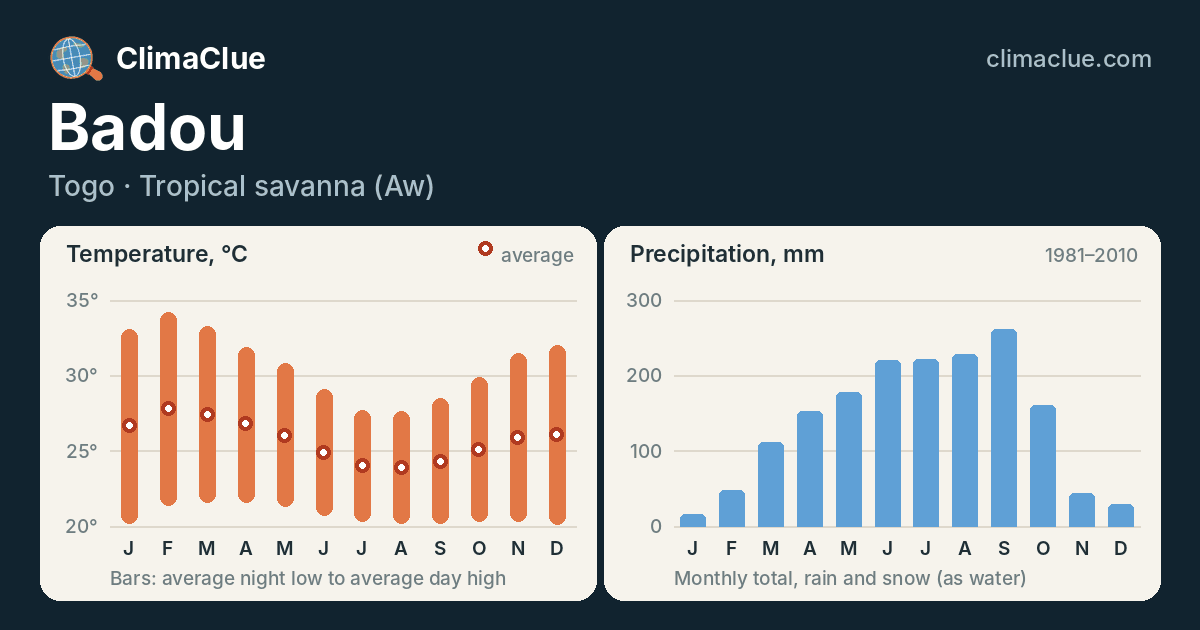 ClimaClue
climaclue.com
Badou
Togo · Tropical savanna (Aw)
Temperature, °C
average
35°
30°
25°
20°
J F M A M J J A S O N D
Bars: average night low to average day high
Precipitation, mm
1981–2010
300
200
100
0
J F M A M J J A S O N D
Monthly total, rain and snow (as water)